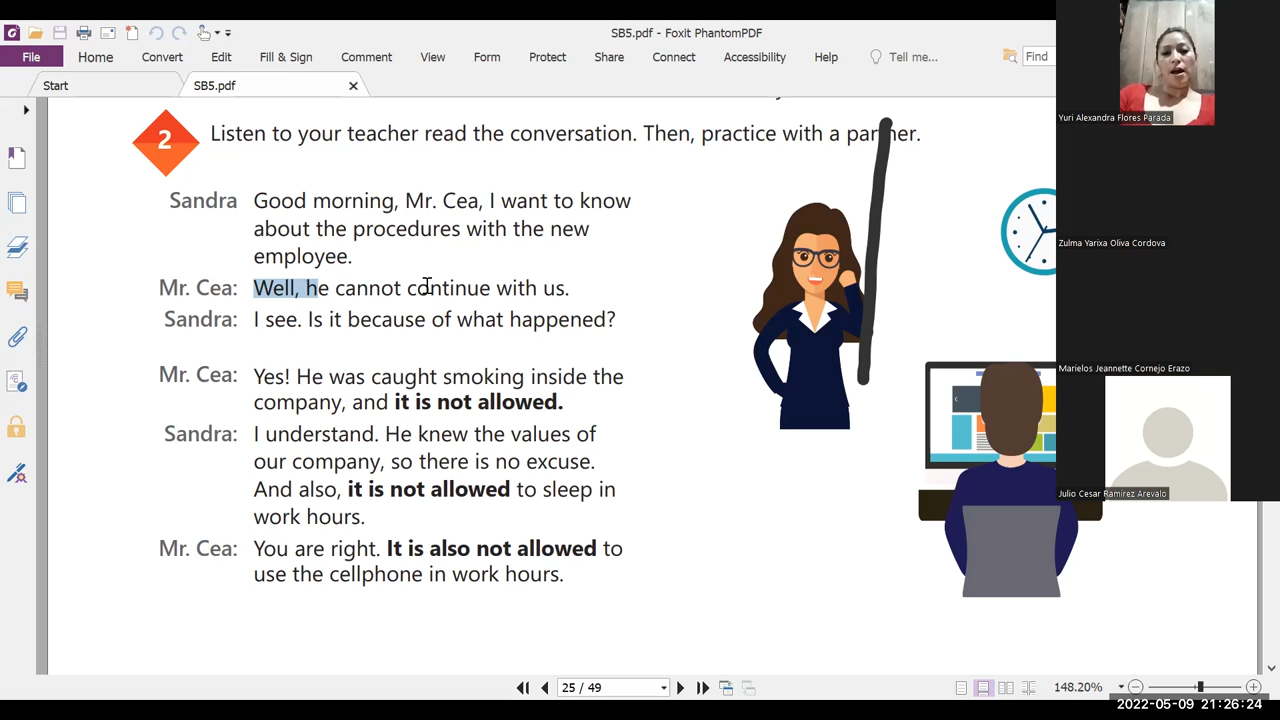 SB5.pdf - Foxit PhantomPDF
File Home Convert Edit Fill & Sign Comment View Form Protect Share Connect Accessibility Help Tell me... Find
Start SB5.pdf
2 Listen to your teacher read the conversation. Then, practice with a partner.
Sandra Good morning, Mr. Cea, I want to know
about the procedures with the new
employee.
Mr. Cea: Well, he cannot continue with us.
Sandra: I see. Is it because of what happened?
Mr. Cea: Yes! He was caught smoking inside the
company, and it is not allowed.
Sandra: I understand. He knew the values of
our company, so there is no excuse.
And also, it is not allowed to sleep in
work hours.
Mr. Cea: You are right. It is also not allowed to
use the cellphone in work hours.
Yuri Alexandra Flores Parada
Zulma Yarixa Oliva Cordova
Marielos Jeannette Cornejo Erazo
Julio Cesar Ramirez Arevalo
25 / 49
148.20%
2022-05-09 21:26:24